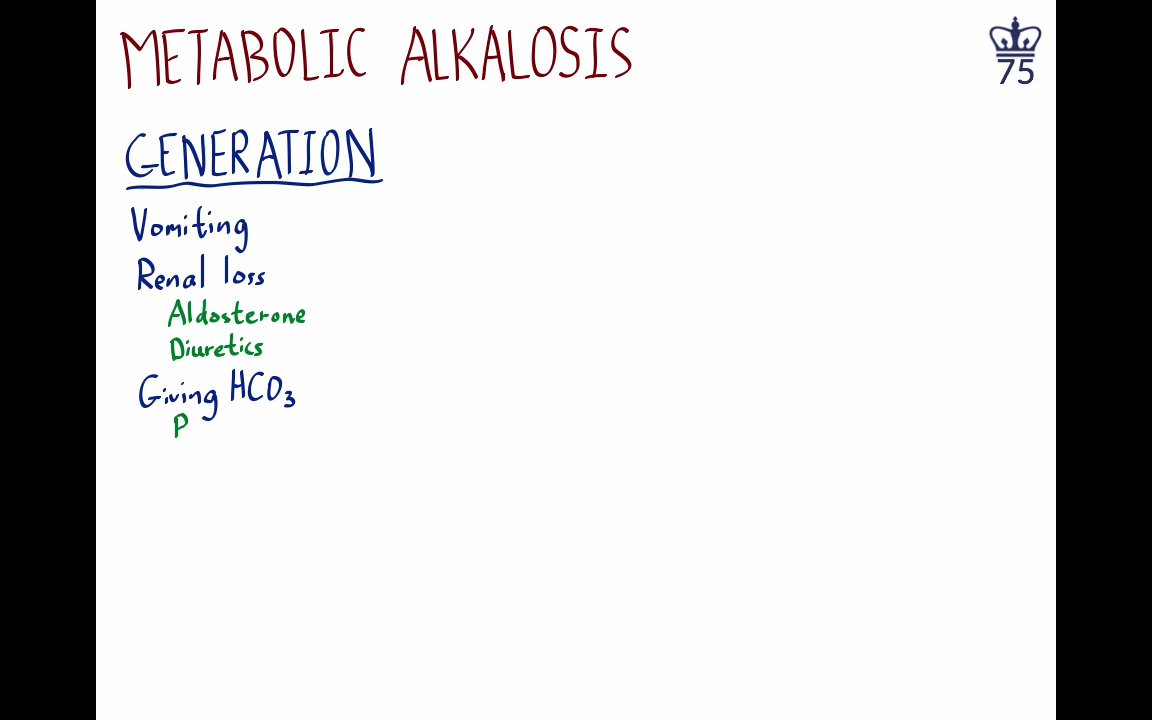 METABOLIC ALKALOSIS
75
GENERATION
Vomiting
Renal loss
Aldosterone
Diuretics
Giving HCO₃
P